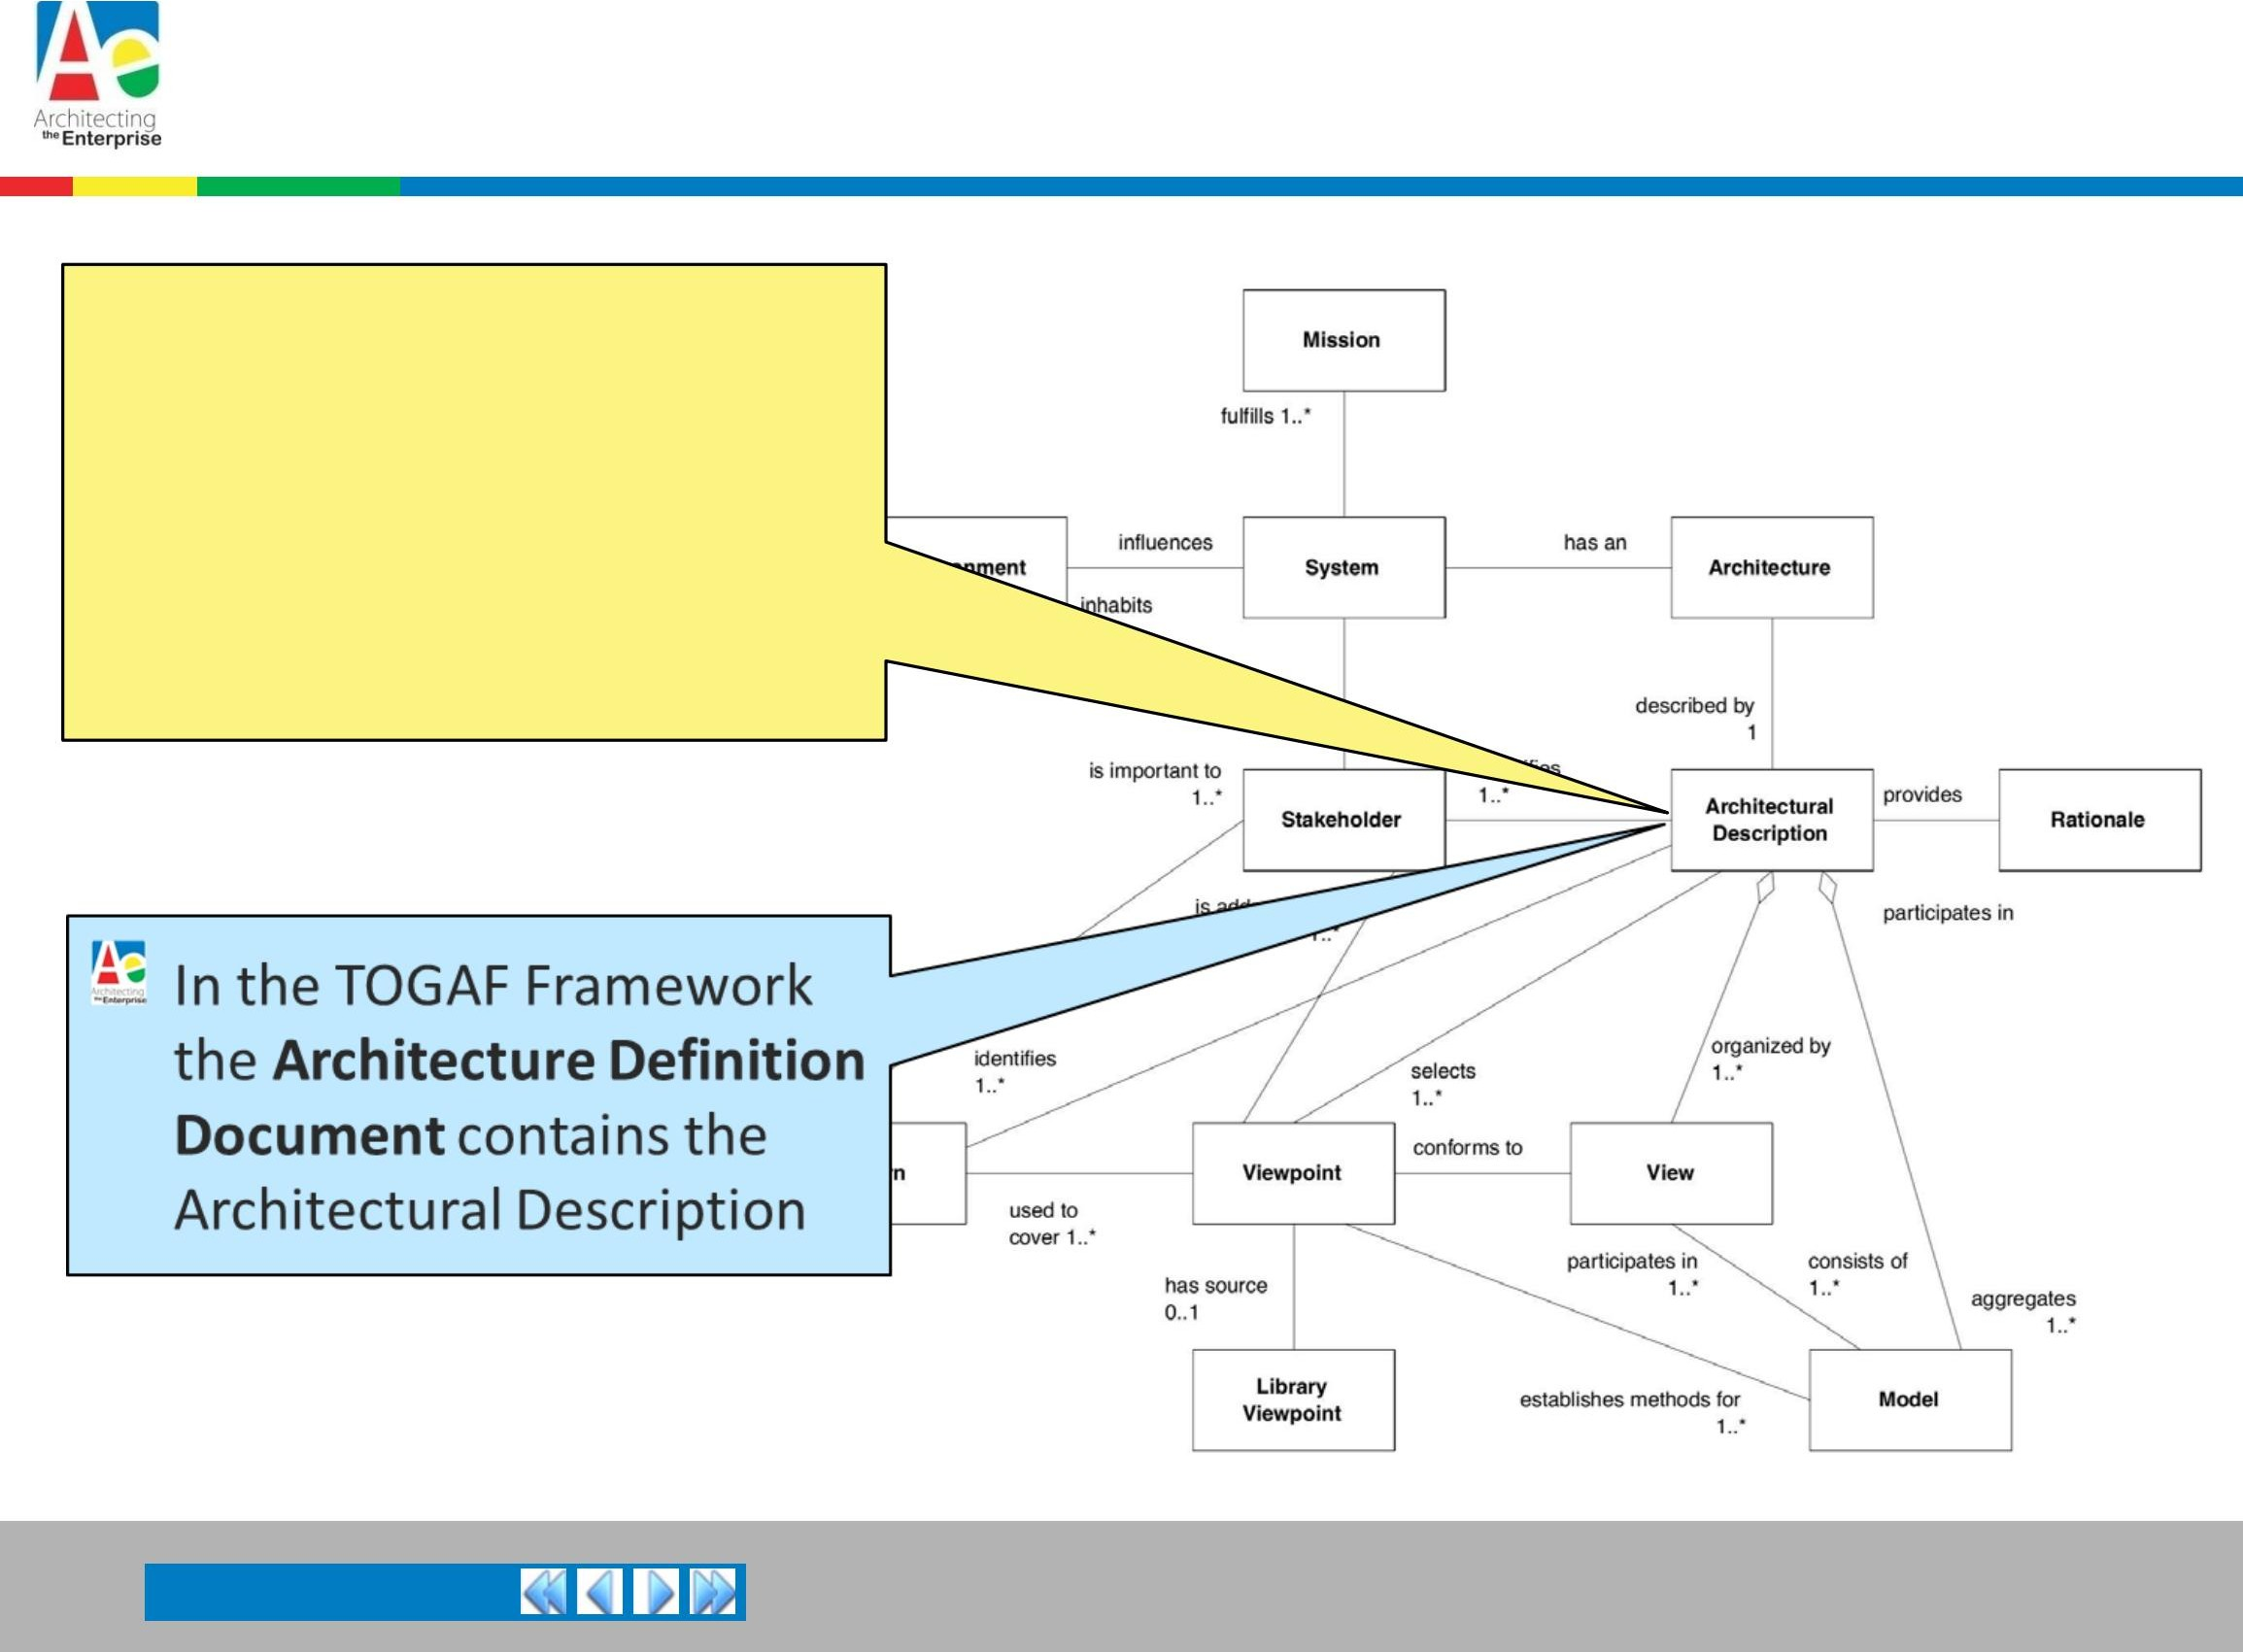 Architecting
the Enterprise
Mission
fulfills 1..*
influences
System
has an
Architecture
inhabits
described by
1
is important to
1..*
Stakeholder
1..*
Architectural
Description
provides
Rationale
participates in
Architecting
the Enterprise
In the TOGAF Framework
the Architecture Definition
Document contains the
Architectural Description
identifies
1..*
selects
1..*
organized by
1..*
used to
cover 1..*
Viewpoint
conforms to
View
has source
0..1
participates in
1..*
consists of
1..*
aggregates
1..*
Library
Viewpoint
establishes methods for
1..*
Model